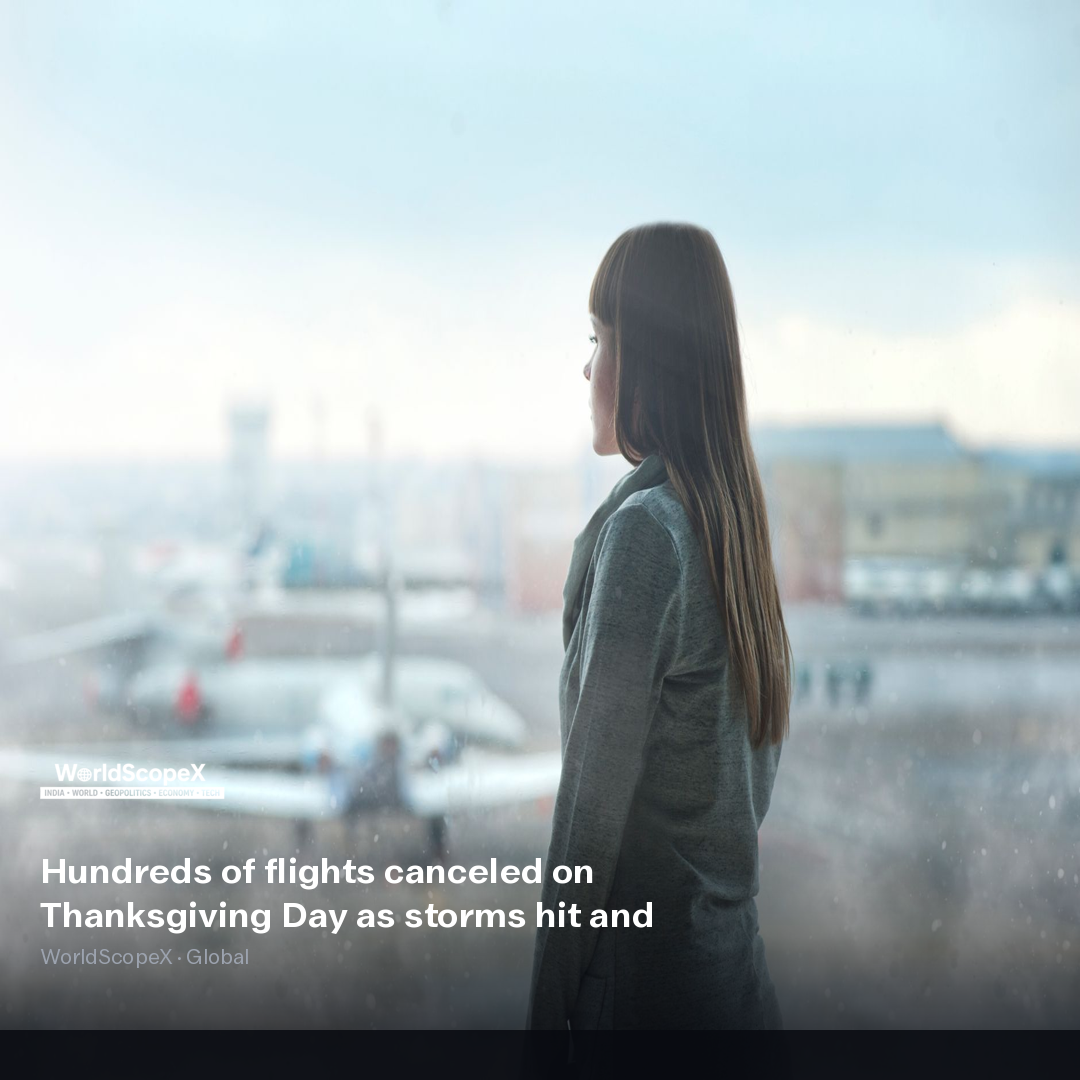 WorldScopeX
INDIA • WORLD • GEOPOLITICS • ECONOMY • TECH
Hundreds of flights canceled on
Thanksgiving Day as storms hit and
WorldScopeX · Global